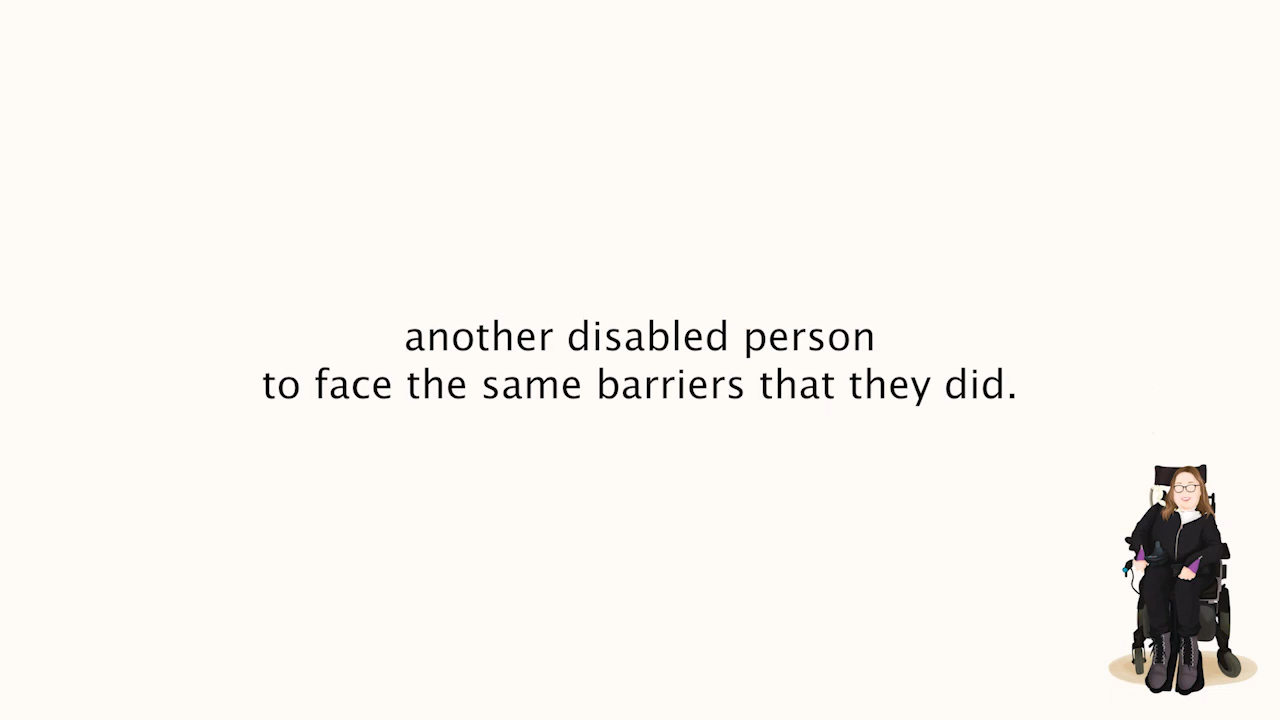 another disabled person
to face the same barriers that they did.